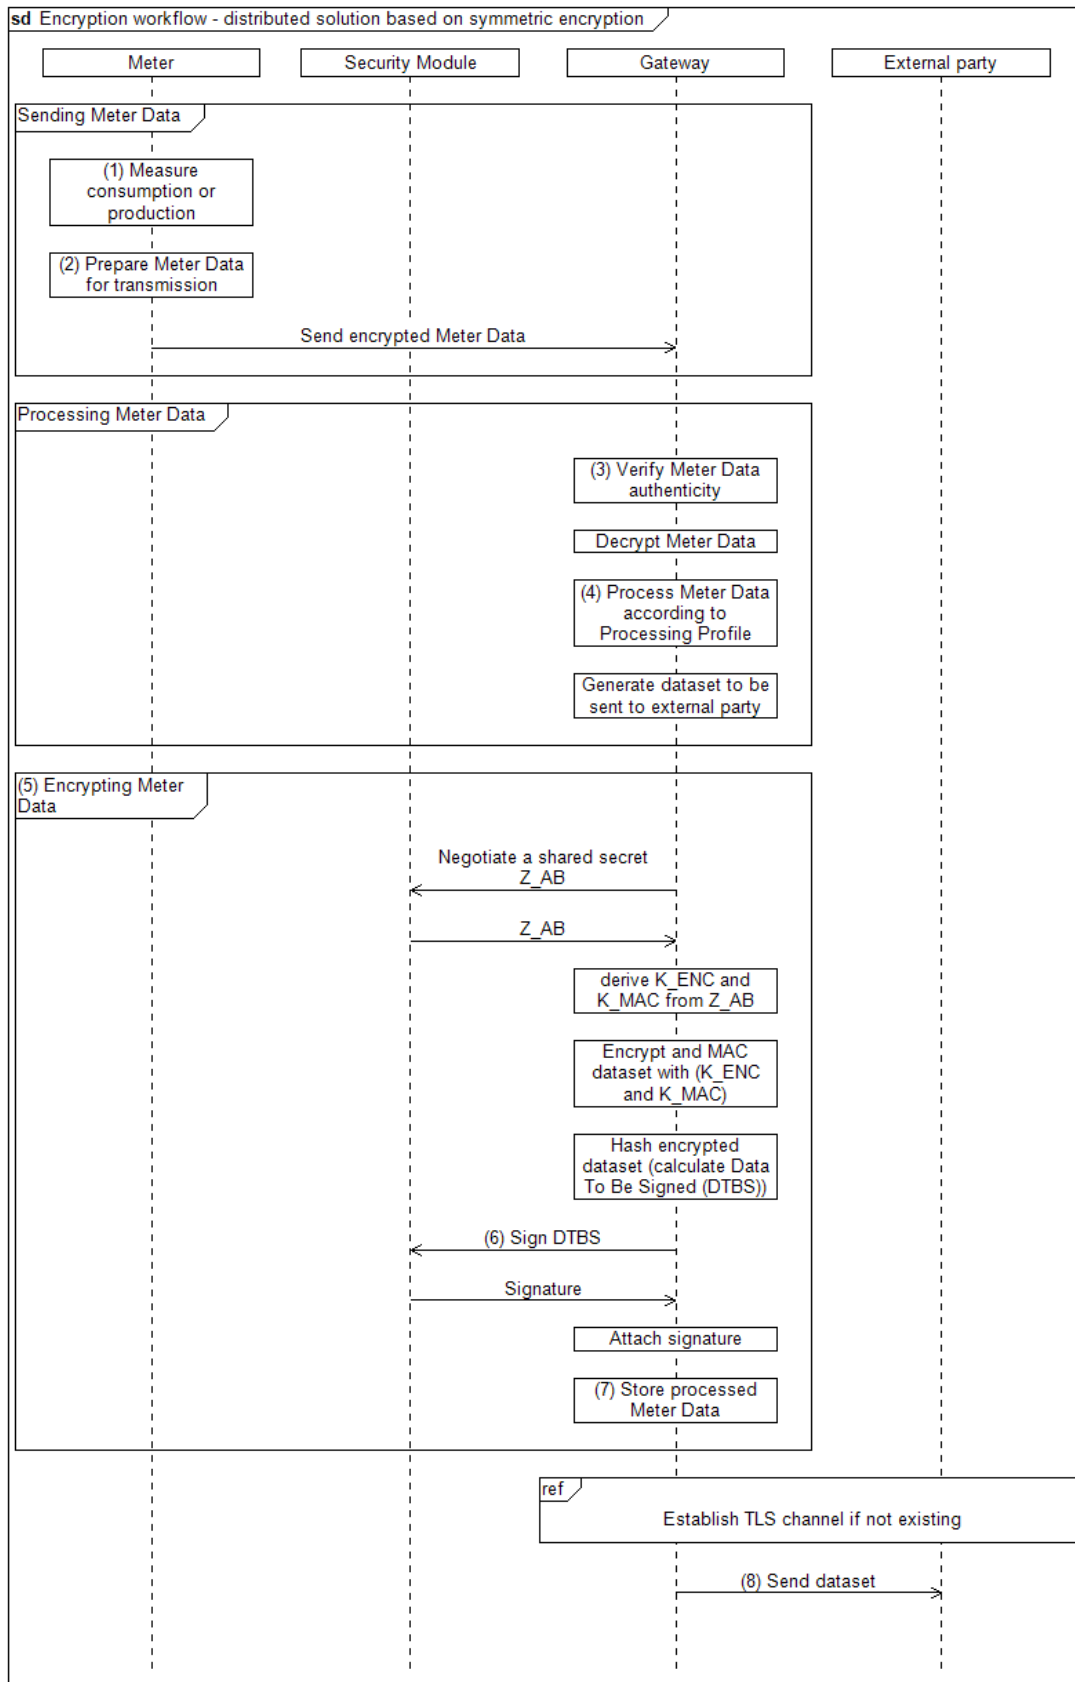 sd Encryption workflow - distributed solution based on symmetric encryption
Meter
Security Module
Gateway
External party
Sending Meter Data
(1) Measure
consumption or
production
(2) Prepare Meter Data
for transmission
Send encrypted Meter Data
Processing Meter Data
(3) Verify Meter Data
authenticity
Decrypt Meter Data
(4) Process Meter Data
according to
Processing Profile
Generate dataset to be
sent to external party
(5) Encrypting Meter
Data
Negotiate a shared secret
Z_AB
Z_AB
derive K_ENC and
K_MAC from Z_AB
Encrypt and MAC
dataset with (K_ENC
and K_MAC)
Hash encrypted
dataset (calculate Data
To Be Signed (DTBS))
(6) Sign DTBS
Signature
Attach signature
(7) Store processed
Meter Data
ref
Establish TLS channel if not existing
(8) Send dataset